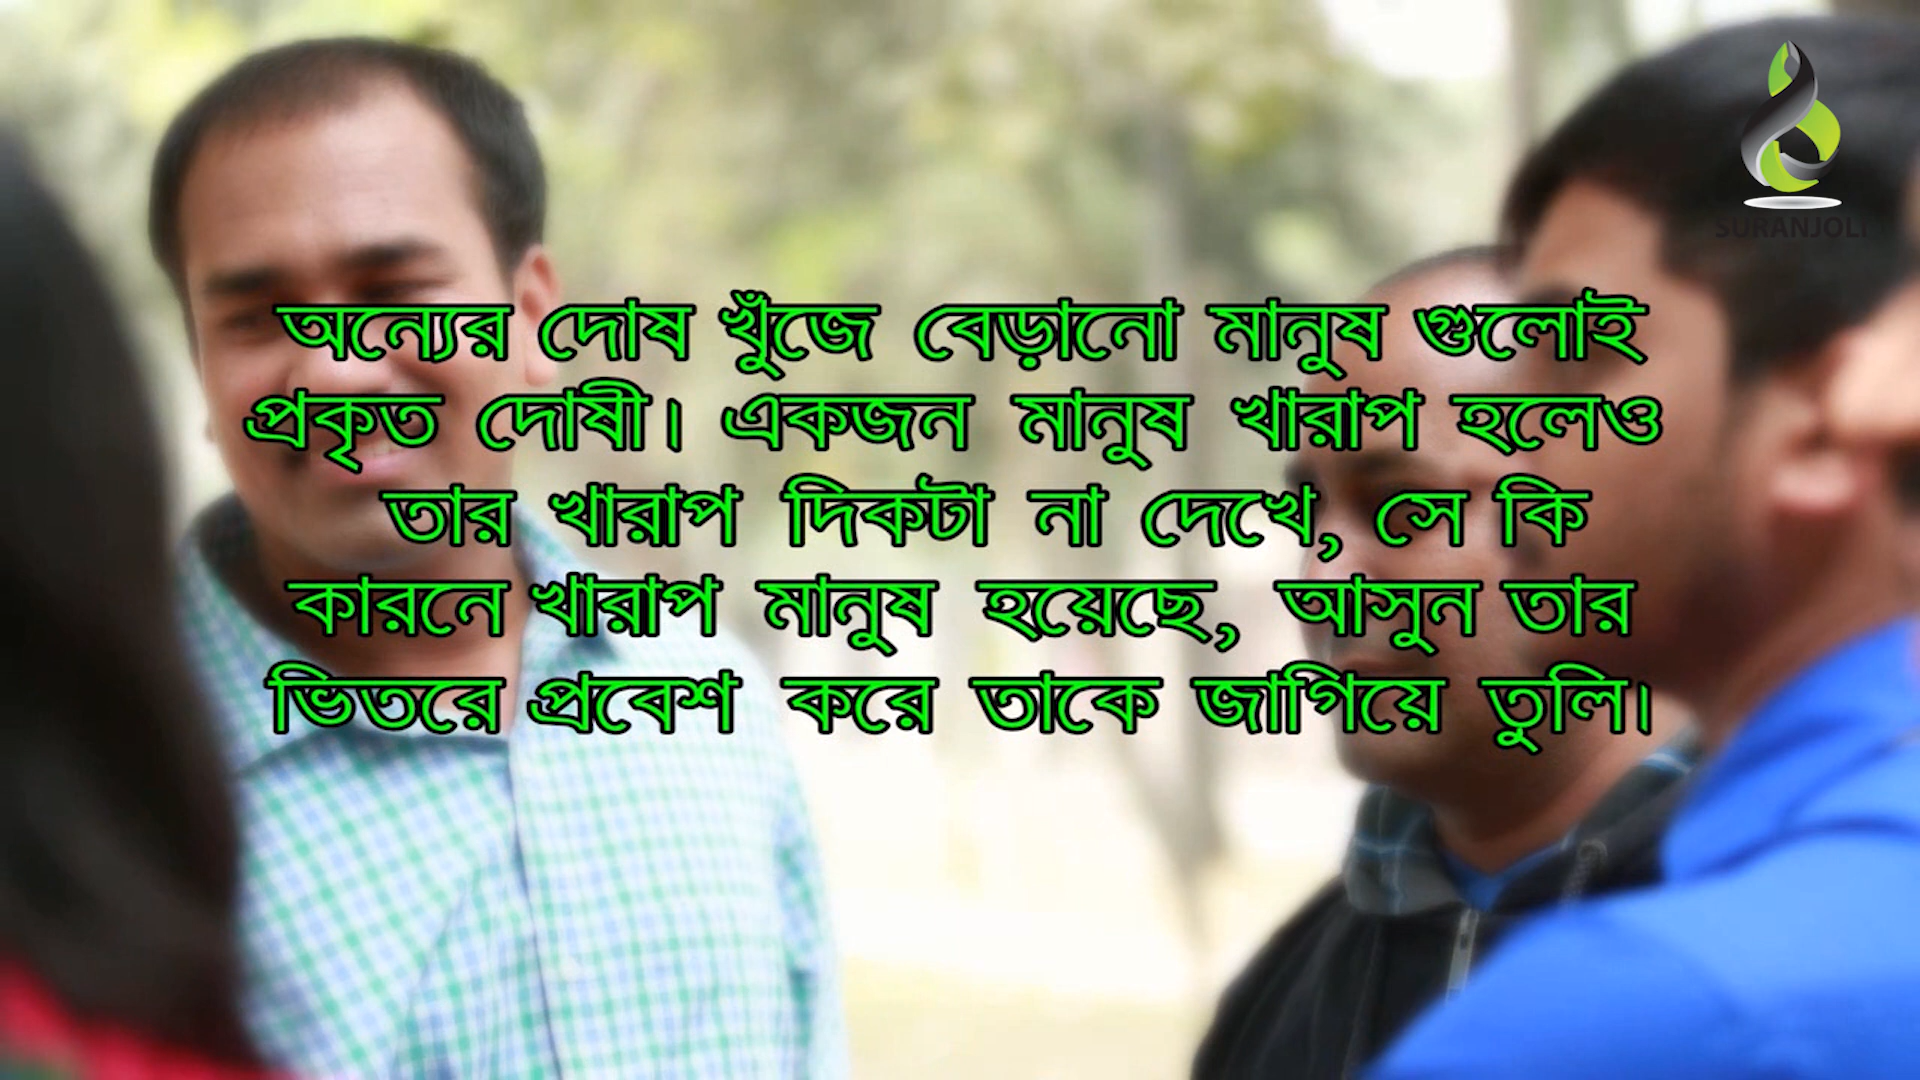 SURANJOLI
অন্যের দোষ খুঁজে বেড়ানো মানুষ গুলোই
প্রকৃত দোষী। একজন মানুষ খারাপ হলেও
তার খারাপ দিকটা না দেখে, সে কি
কারনে খারাপ মানুষ হয়েছে, আসুন তার
ভিতরে প্রবেশ করে তাকে জাগিয়ে তুলি।